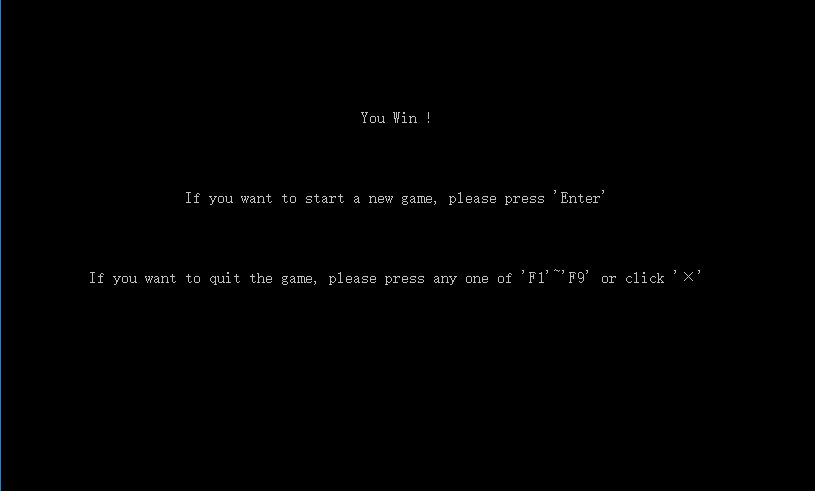 You Win !
If you want to start a new game, please press 'Enter'
If you want to quit the game, please press any one of 'F1'~'F9' or click '×'